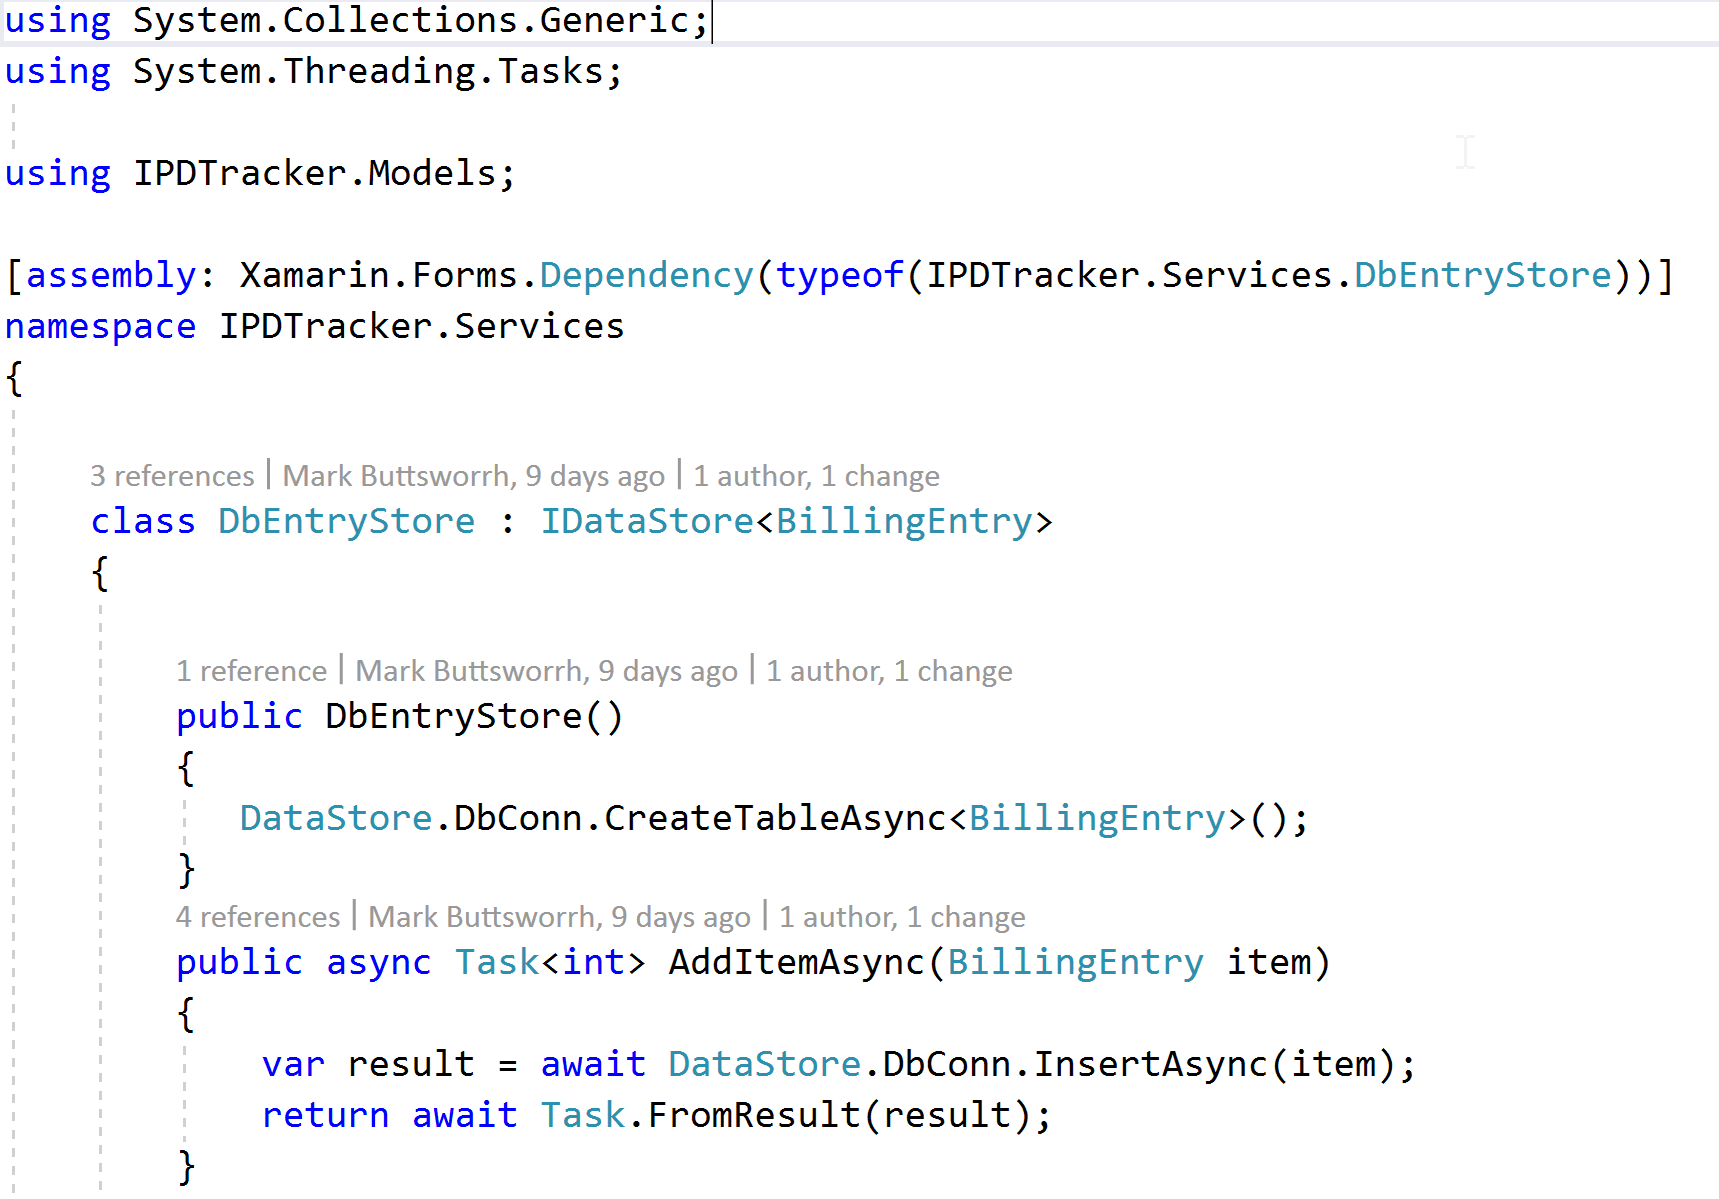 using System.Collections.Generic;
using System.Threading.Tasks;
using IPDTracker.Models;
[assembly: Xamarin.Forms.Dependency(typeof(IPDTracker.Services.DbEntryStore))]
namespace IPDTracker.Services
{
3 references | Mark Buttsworrh, 9 days ago | 1 author, 1 change
class DbEntryStore : IDataStore<BillingEntry>
{
1 reference | Mark Buttsworrh, 9 days ago | 1 author, 1 change
public DbEntryStore()
{
DataStore.DbConn.CreateTableAsync<BillingEntry>();
}
4 references | Mark Buttsworrh, 9 days ago | 1 author, 1 change
public async Task<int> AddItemAsync(BillingEntry item)
{
var result = await DataStore.DbConn.InsertAsync(item);
return await Task.FromResult(result);
}